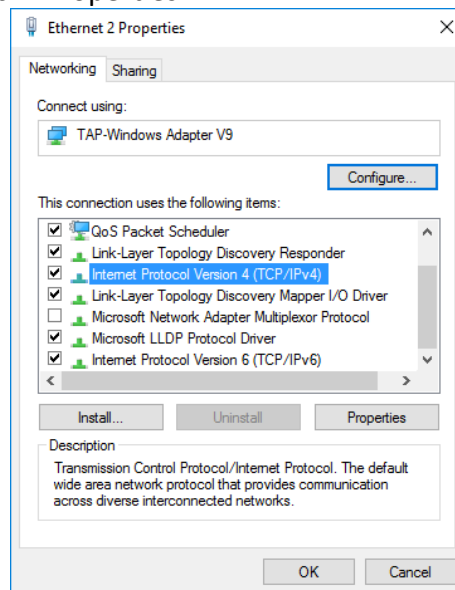 Ethernet 2 Properties
Networking Sharing
Connect using:
TAP-Windows Adapter V9
Configure...
This connection uses the following items:
QoS Packet Scheduler
Link-Layer Topology Discovery Responder
Internet Protocol Version 4 (TCP/IPv4)
Link-Layer Topology Discovery Mapper I/O Driver
Microsoft Network Adapter Multiplexor Protocol
Microsoft LLDP Protocol Driver
Internet Protocol Version 6 (TCP/IPv6)
Install... Uninstall Properties
Description
Transmission Control Protocol/Internet Protocol. The default
wide area network protocol that provides communication
across diverse interconnected networks.
OK Cancel